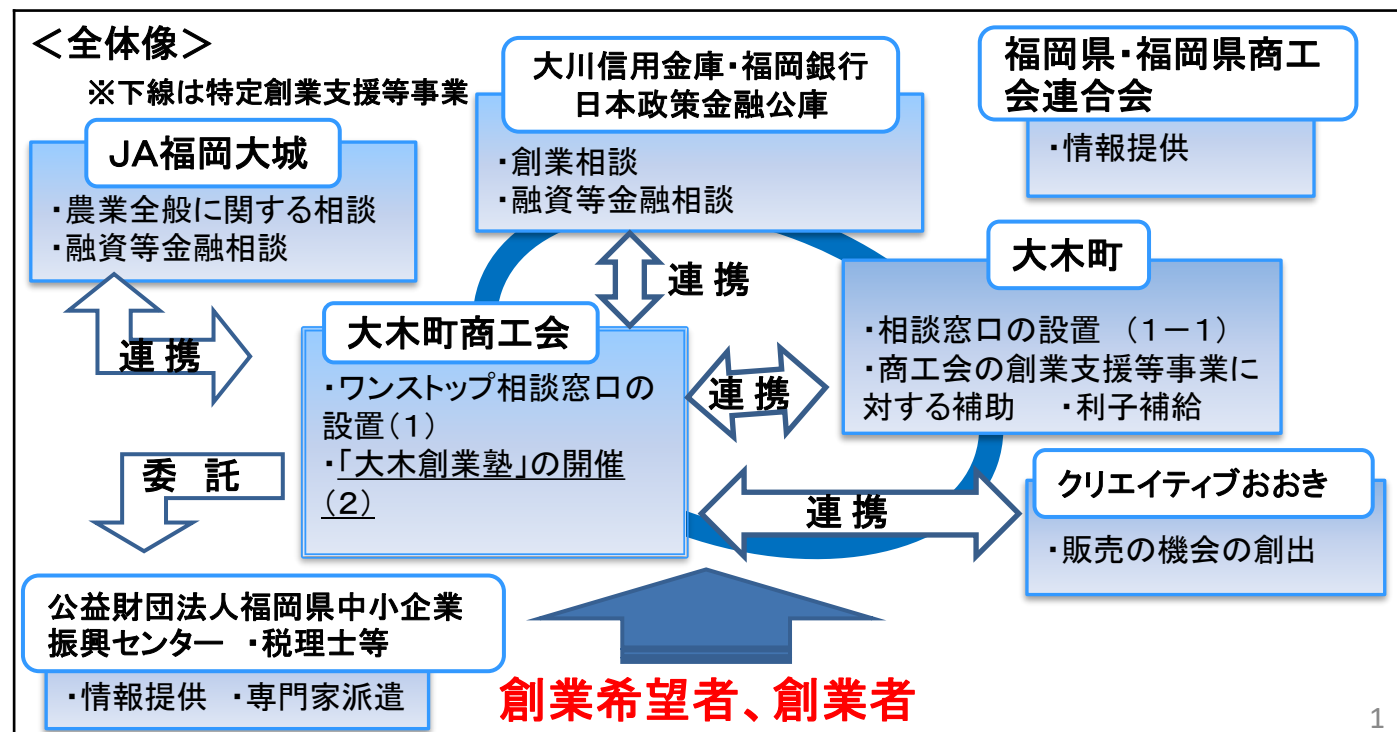 ＜全体像＞
※下線は特定創業支援等事業
大川信用金庫・福岡銀行
日本政策金融公庫
・創業相談
・融資等金融相談
福岡県・福岡県商工
会連合会
・情報提供
JA福岡大城
・農業全般に関する相談
・融資等金融相談
連携
連携
大木町
・相談窓口の設置 （１－１）
・商工会の創業支援等事業に
対する補助 ・利子補給
大木町商工会
・ワンストップ相談窓口の
設置（１）
・「大木創業塾」の開催
（２）
連携
委託
連携
クリエイティブおおき
・販売の機会の創出
公益財団法人福岡県中小企業
振興センター ・税理士等
・情報提供 ・専門家派遣
創業希望者、創業者
1